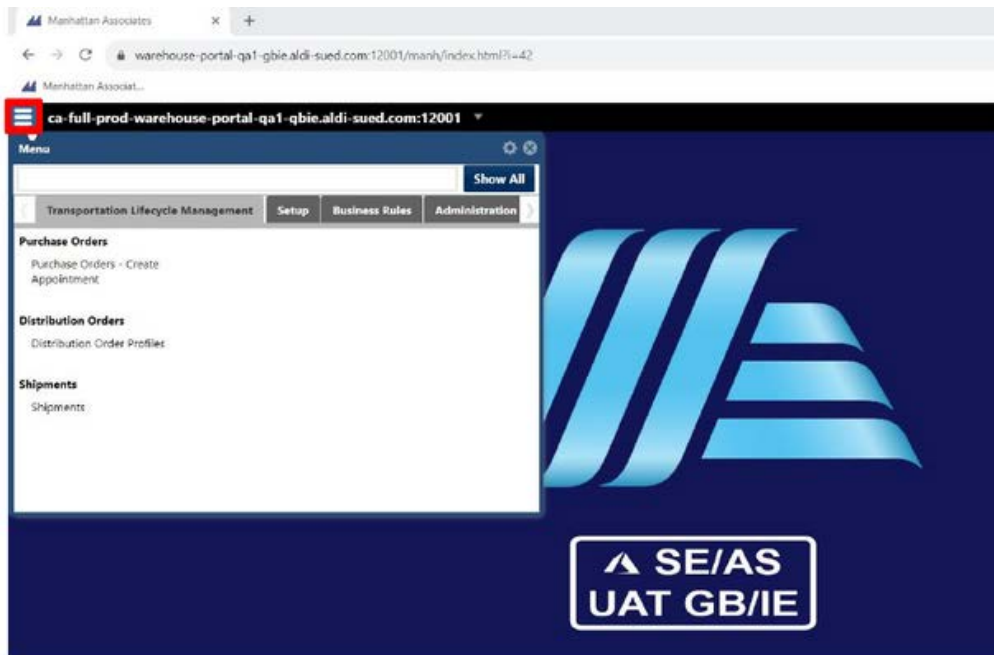 Manhattan Associates
warehouse-portal-qa1-gbie.aldi-sued.com:12001/manh/index.html?i=42
Manhattan Associat...
ca-full-prod-warehouse-portal-qa1-gbie.aldi-sued.com:12001
Menu
Show All
Transportation Lifecycle Management Setup Business Rules Administration
Purchase Orders
Purchase Orders - Create
Appointment
Distribution Orders
Distribution Order Profiles
Shipments
Shipments
SE/AS
UAT GB/IE